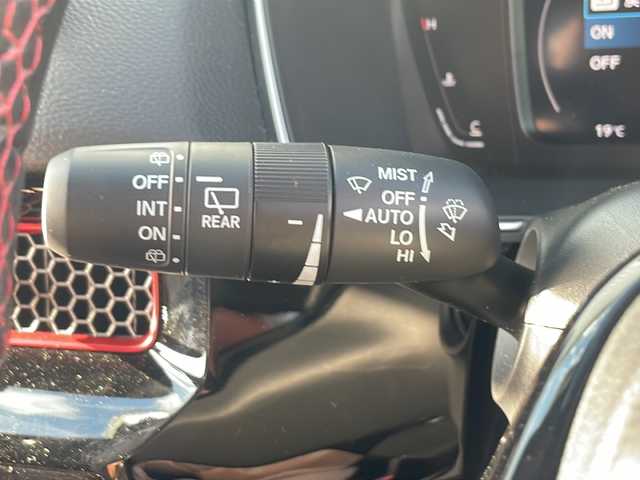 OFF
INT
ON
REAR
MIST
OFF
AUTO
LO
HI
H
C
ON
OFF
19℃